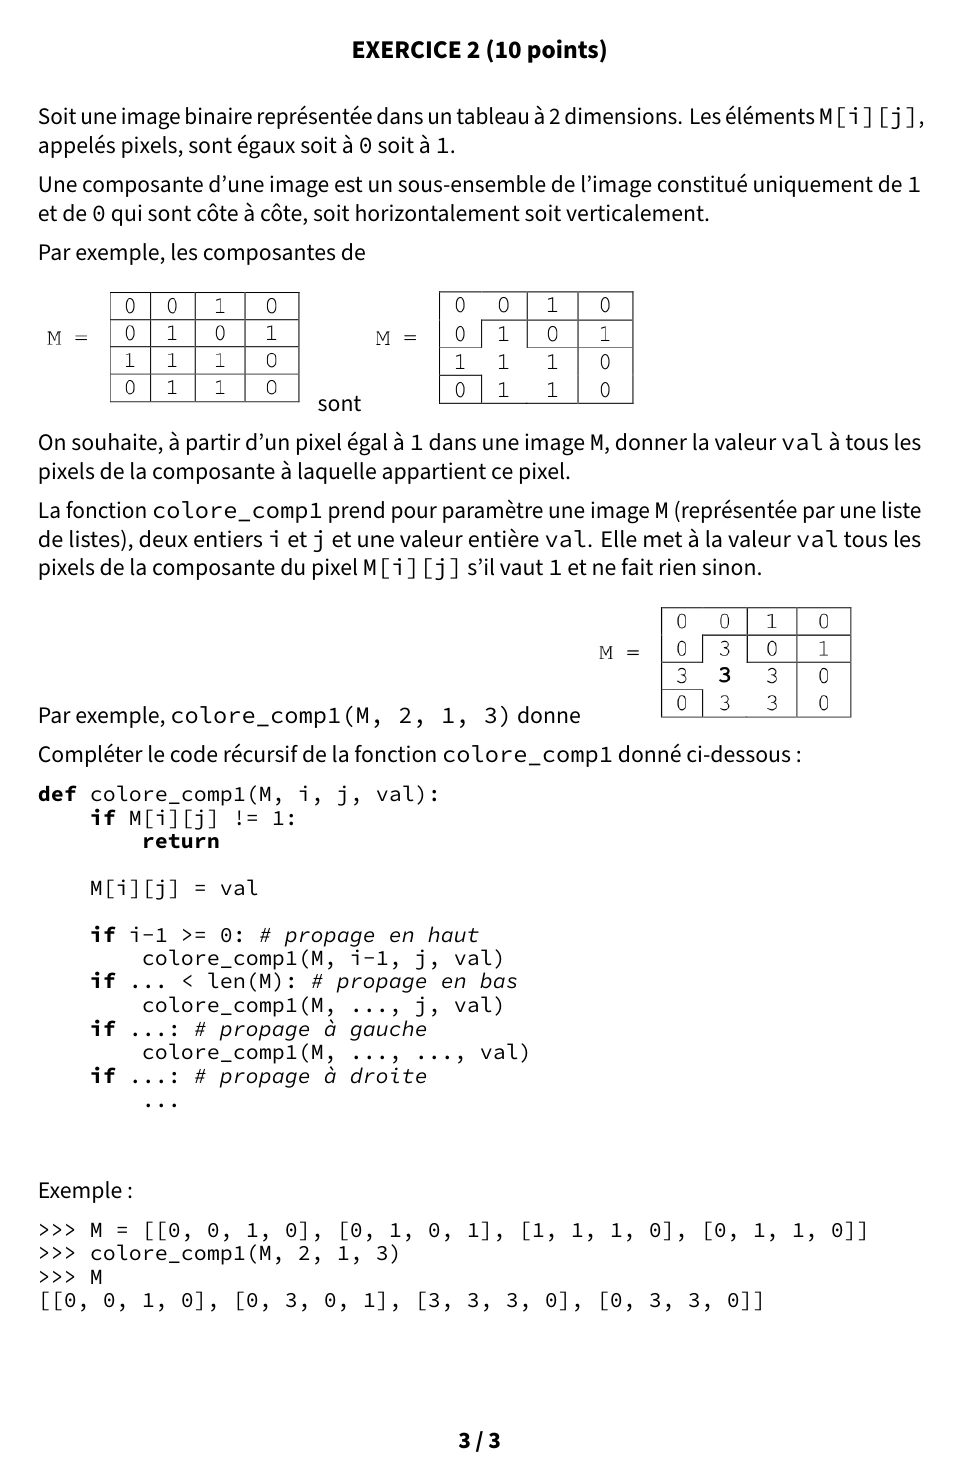 EXERCICE 2 (10 points)
Soit une image binaire représentée dans un tableau à 2 dimensions. Les éléments M[i][j],
appelés pixels, sont égaux soit à 0 soit à 1.
Une composante d’une image est un sous-ensemble de l’image constitué uniquement de 1
et de 0 qui sont côte à côte, soit horizontalement soit verticalement.
Par exemple, les composantes de
M =
0 0 1 0
0 1 0 1
1 1 1 0
0 1 1 0
sont
M =
0 0 1 0
0 1 0 1
1 1 1 0
0 1 1 0
On souhaite, à partir d’un pixel égal à 1 dans une image M, donner la valeur val à tous les
pixels de la composante à laquelle appartient ce pixel.
La fonction colore_comp1 prend pour paramètre une image M (représentée par une liste
de listes), deux entiers i et j et une valeur entière val. Elle met à la valeur val tous les
pixels de la composante du pixel M[i][j] s’il vaut 1 et ne fait rien sinon.
Par exemple, colore_comp1(M, 2, 1, 3) donne
M =
0 0 1 0
0 3 0 1
3 3 3 0
0 3 3 0
Compléter le code récursif de la fonction colore_comp1 donné ci-dessous :
def colore_comp1(M, i, j, val):
    if M[i][j] != 1:
        return
    M[i][j] = val
    if i-1 >= 0: # propage en haut
        colore_comp1(M, i-1, j, val)
    if ... < len(M): # propage en bas
        colore_comp1(M, ..., j, val)
    if ...: # propage à gauche
        colore_comp1(M, ..., ..., val)
    if ...: # propage à droite
        ...
Exemple :
>>> M = [[0, 0, 1, 0], [0, 1, 0, 1], [1, 1, 1, 0], [0, 1, 1, 0]]
>>> colore_comp1(M, 2, 1, 3)
>>> M
[[0, 0, 1, 0], [0, 3, 0, 1], [3, 3, 3, 0], [0, 3, 3, 0]]
3 / 3